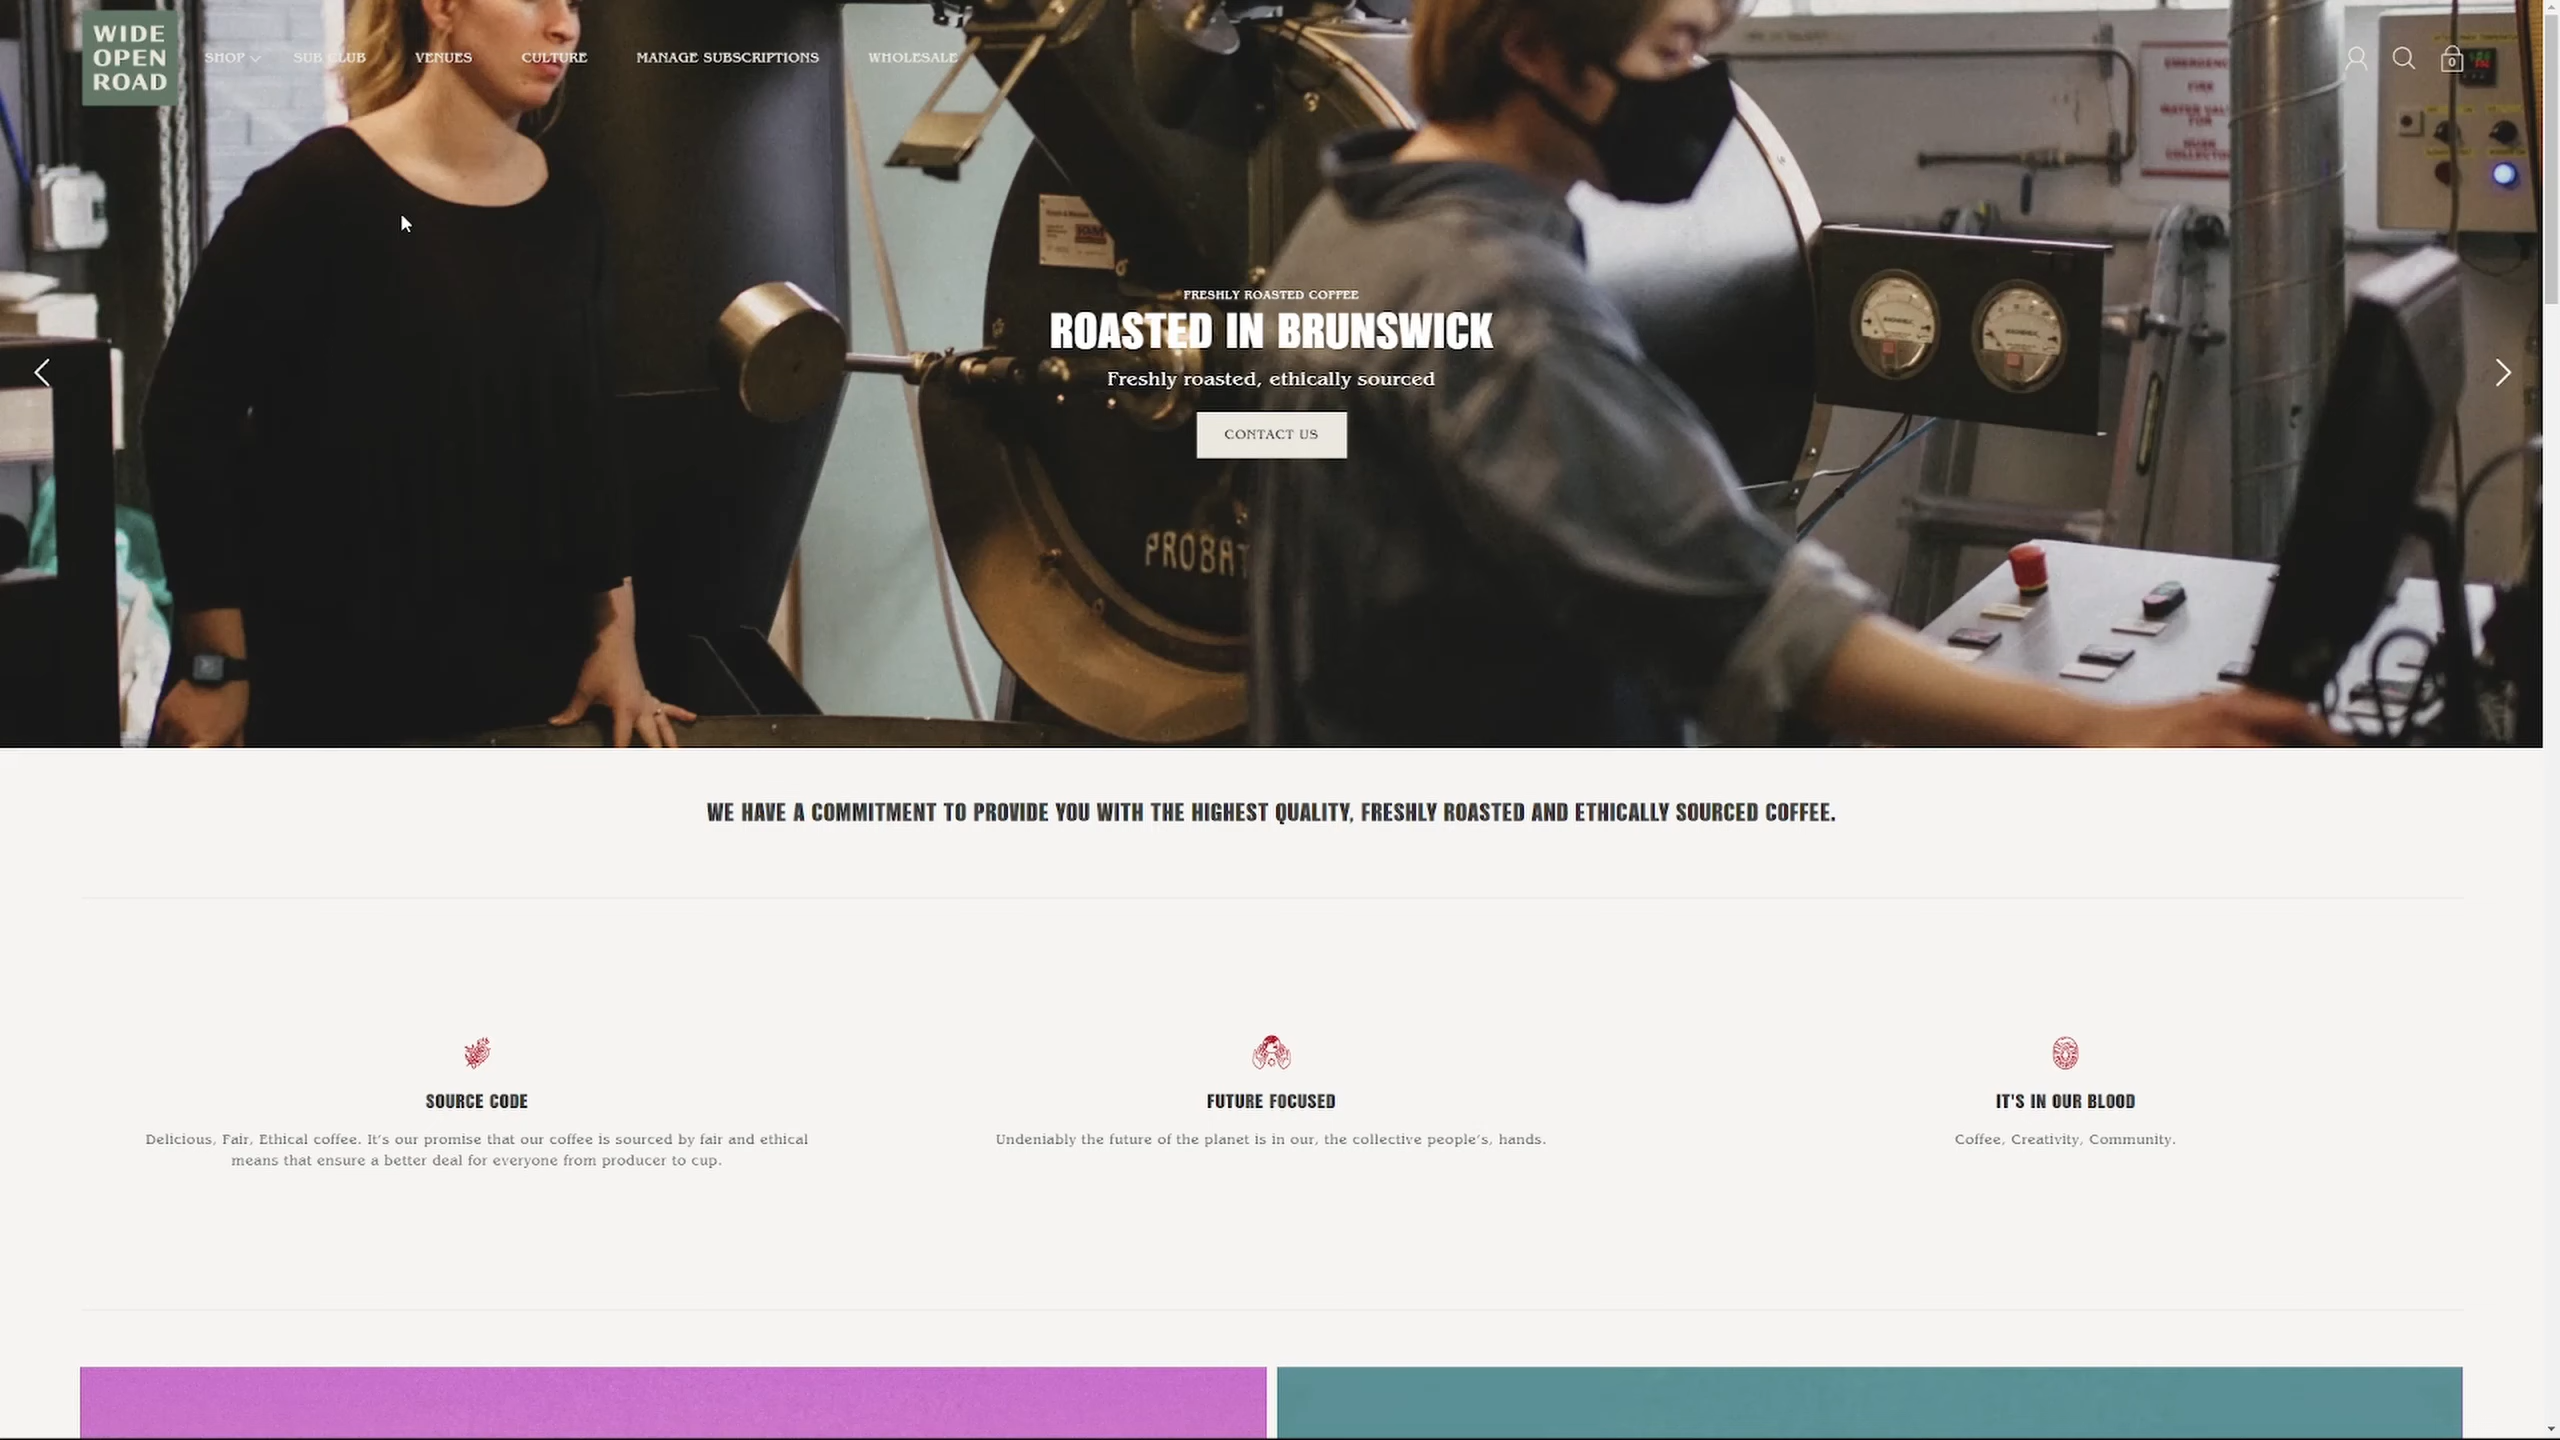 WIDE
OPEN
ROAD
SHOP
SUB CLUB
VENUES
CULTURE
MANAGE SUBSCRIPTIONS
WHOLESALE
0
EMERGENCY
FIRE
FRESHLY ROASTED COFFEE
ROASTED IN BRUNSWICK
Freshly roasted, ethically sourced
CONTACT US
PROBAT
WE HAVE A COMMITMENT TO PROVIDE YOU WITH THE HIGHEST QUALITY, FRESHLY ROASTED AND ETHICALLY SOURCED COFFEE.
SOURCE CODE
Delicious, Fair, Ethical coffee. It's our promise that our coffee is sourced by fair and ethical
means that ensure a better deal for everyone from producer to cup.
FUTURE FOCUSED
Undeniably the future of the planet is in our, the collective people's, hands.
IT'S IN OUR BLOOD
Coffee, Creativity, Community.